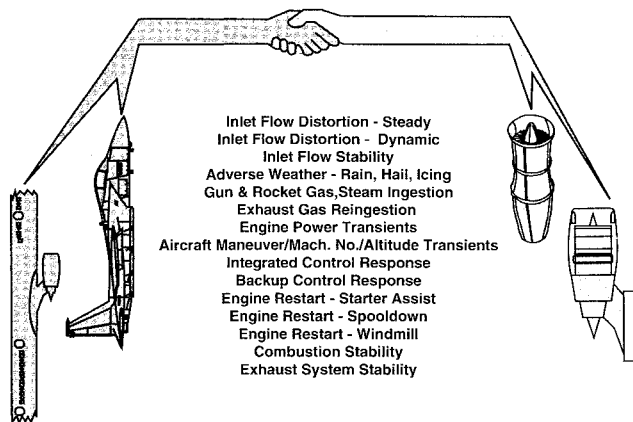 Inlet Flow Distortion - Steady
Inlet Flow Distortion - Dynamic
Inlet Flow Stability
Adverse Weather - Rain, Hail, Icing
Gun & Rocket Gas,Steam Ingestion
Exhaust Gas Reingestion
Engine Power Transients
Aircraft Maneuver/Mach. No./Altitude Transients
Integrated Control Response
Backup Control Response
Engine Restart - Starter Assist
Engine Restart - Spooldown
Engine Restart - Windmill
Combustion Stability
Exhaust System Stability